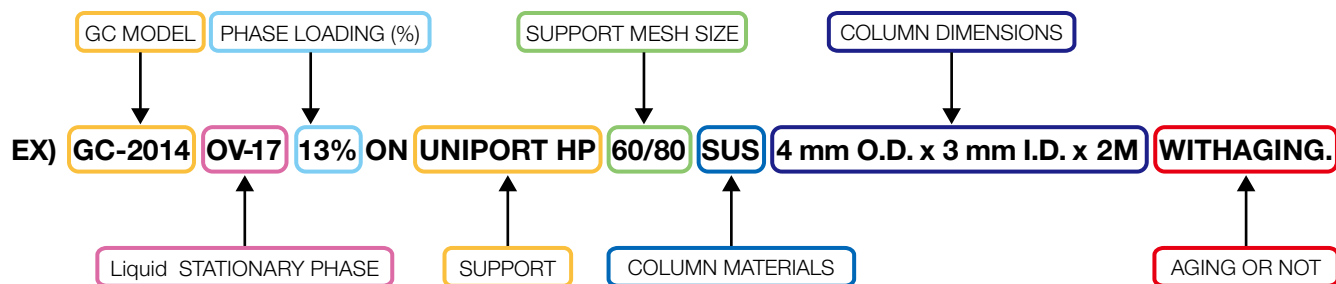 GC MODEL PHASE LOADING (%) SUPPORT MESH SIZE COLUMN DIMENSIONS
EX) GC-2014 OV-17 13% ON UNIPORT HP 60/80 SUS 4 mm O.D. x 3 mm I.D. x 2M WITHAGING.
Liquid STATIONARY PHASE SUPPORT COLUMN MATERIALS AGING OR NOT